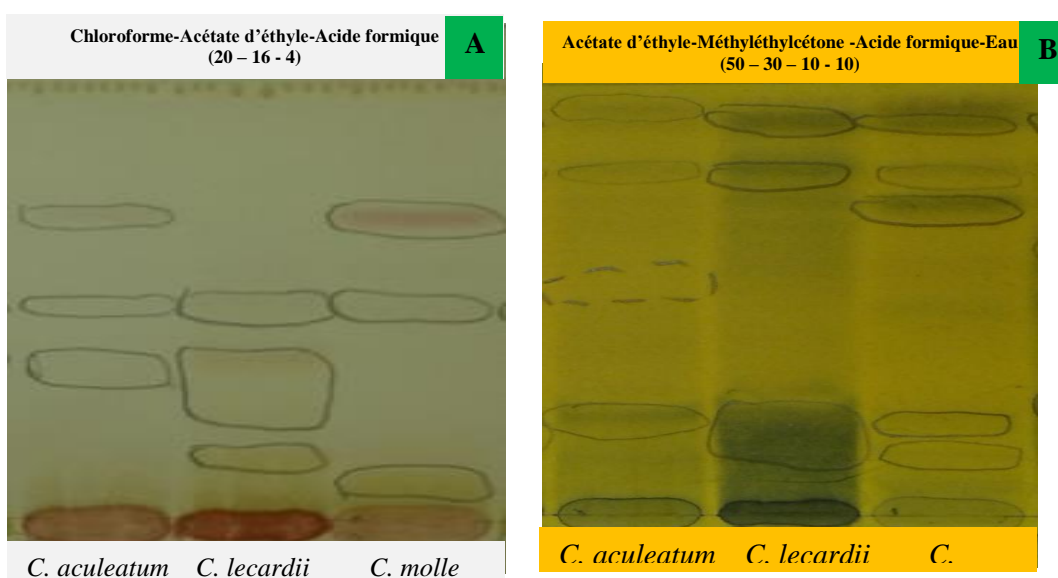 Chloroforme-Acétate d'éthyle-Acide formique
(20 – 16 - 4)
A
C. aculeatum C. lecardii C. molle
Acétate d'éthyle-Méthyléthylcétone -Acide formique-Eau
(50 – 30 – 10 - 10)
B
C. aculeatum C. lecardii C.